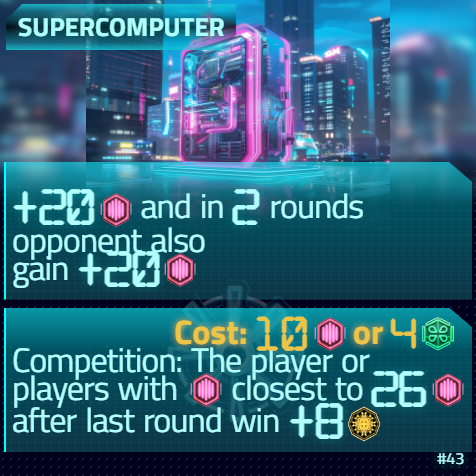 SUPERCOMPUTER
+20 and in 2 rounds
opponent also
gain +20
Cost: 10 or 4
Competition: The player or
players with closest to 26
after last round win +8
#43